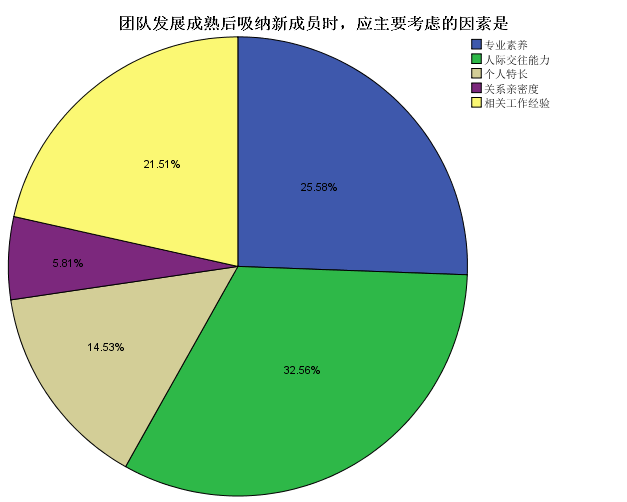 团队发展成熟后吸纳新成员时，应主要考虑的因素是
专业素养
人际交往能力
个人特长
关系亲密度
相关工作经验
21.51%
25.58%
5.81%
14.53%
32.56%